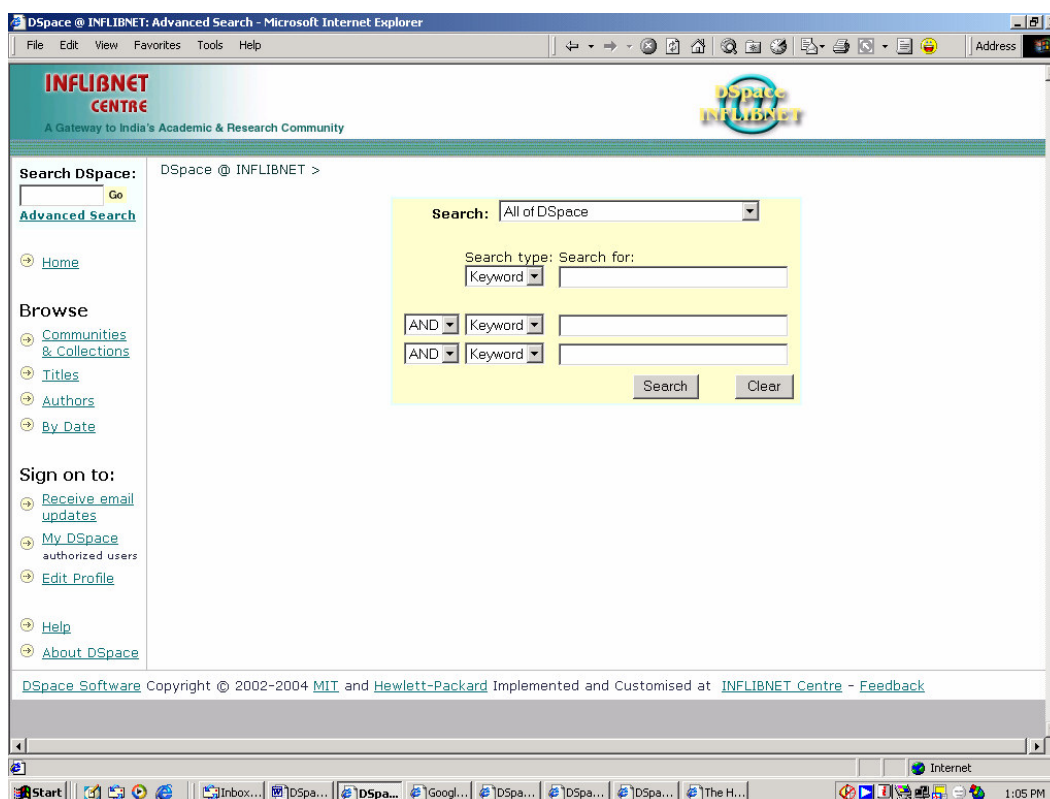 DSpace @ INFLIBNET: Advanced Search - Microsoft Internet Explorer
File Edit View Favorites Tools Help
Address
INFLIBNET
CENTRE
A Gateway to India's Academic & Research Community
DSpace
INFLIBNET
Search DSpace:
Go
Advanced Search
Home
Browse
Communities
& Collections
Titles
Authors
By Date
Sign on to:
Receive email
updates
My DSpace
authorized users
Edit Profile
Help
About DSpace
DSpace @ INFLIBNET >
Search: All of DSpace
Search type: Search for:
Keyword
AND Keyword
AND Keyword
Search Clear
DSpace Software Copyright © 2002-2004 MIT and Hewlett-Packard Implemented and Customised at INFLIBNET Centre - Feedback
Internet
Start Inbox... DSpa... DSpa... Googl... DSpa... DSpa... DSpa... The H... 1:05 PM